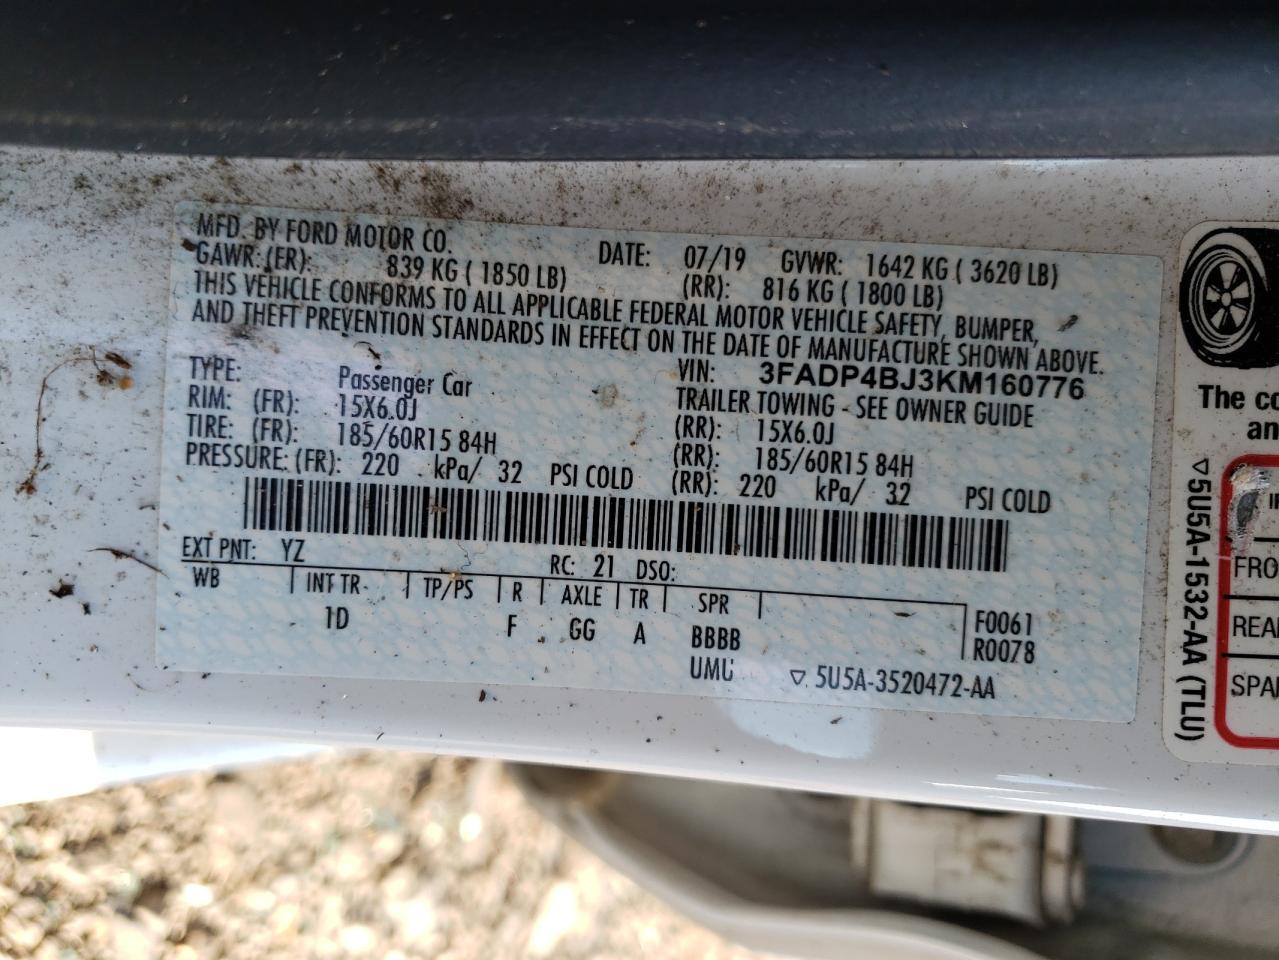 MFD. BY FORD MOTOR CO.
DATE: 07/19 GVWR: 1642 KG ( 3620 LB)
GAWR: (FR): 839 KG ( 1850 LB) (RR): 816 KG ( 1800 LB)
THIS VEHICLE CONFORMS TO ALL APPLICABLE FEDERAL MOTOR VEHICLE SAFETY, BUMPER,
AND THEFT PREVENTION STANDARDS IN EFFECT ON THE DATE OF MANUFACTURE SHOWN ABOVE.
TYPE: Passenger Car VIN: 3FADP4BJ3KM160776
TRAILER TOWING - SEE OWNER GUIDE
RIM: (FR): 15X6.0J (RR): 15X6.0J
TIRE: (FR): 185/60R15 84H (RR): 185/60R15 84H
PRESSURE: (FR): 220 kPa/ 32 PSI COLD (RR): 220 kPa/ 32 PSI COLD
EXT PNT: YZ RC: 21 DSO:
WB INT TR TP/PS R AXLE TR SPR F0061
1D F GG A BBBB R0078
UMU ▽ 5U5A-3520472-AA
The co
an
▽5U5A-1532-AA (TLU)
FRO
REAR
SPA